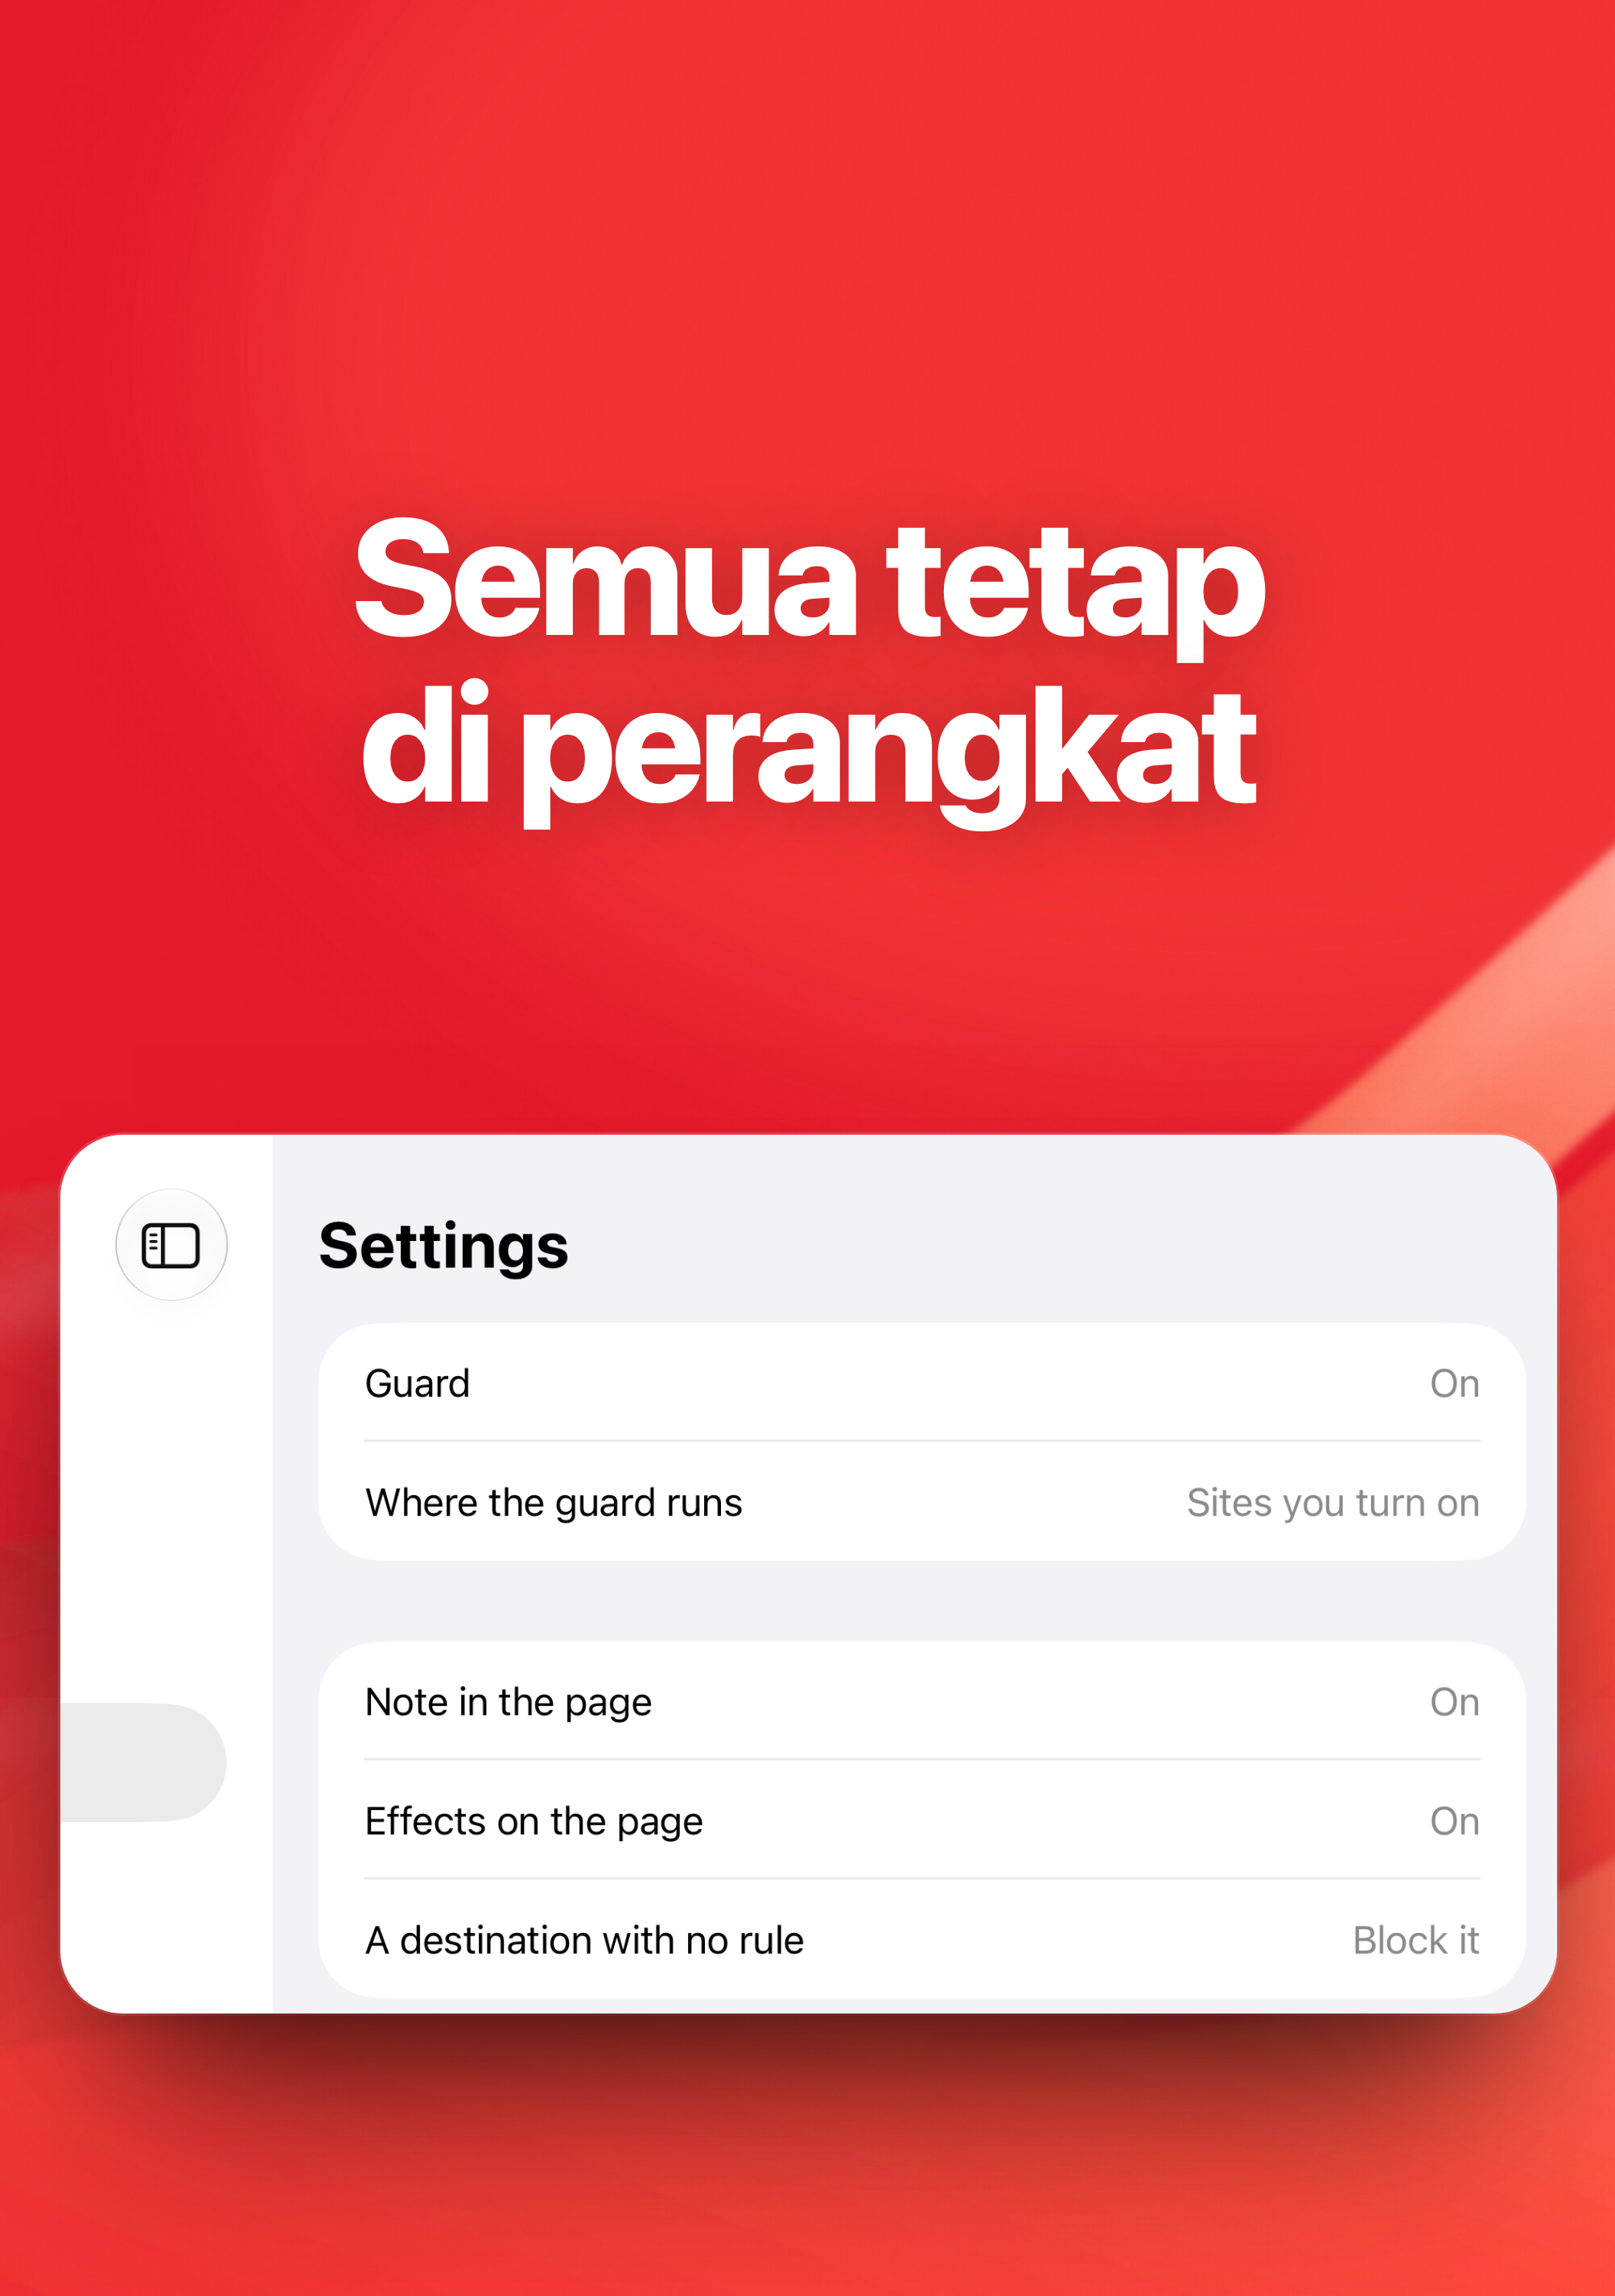 Semua tetap
di perangkat
Settings
Guard On
Where the guard runs Sites you turn on
Note in the page On
Effects on the page On
A destination with no rule Block it